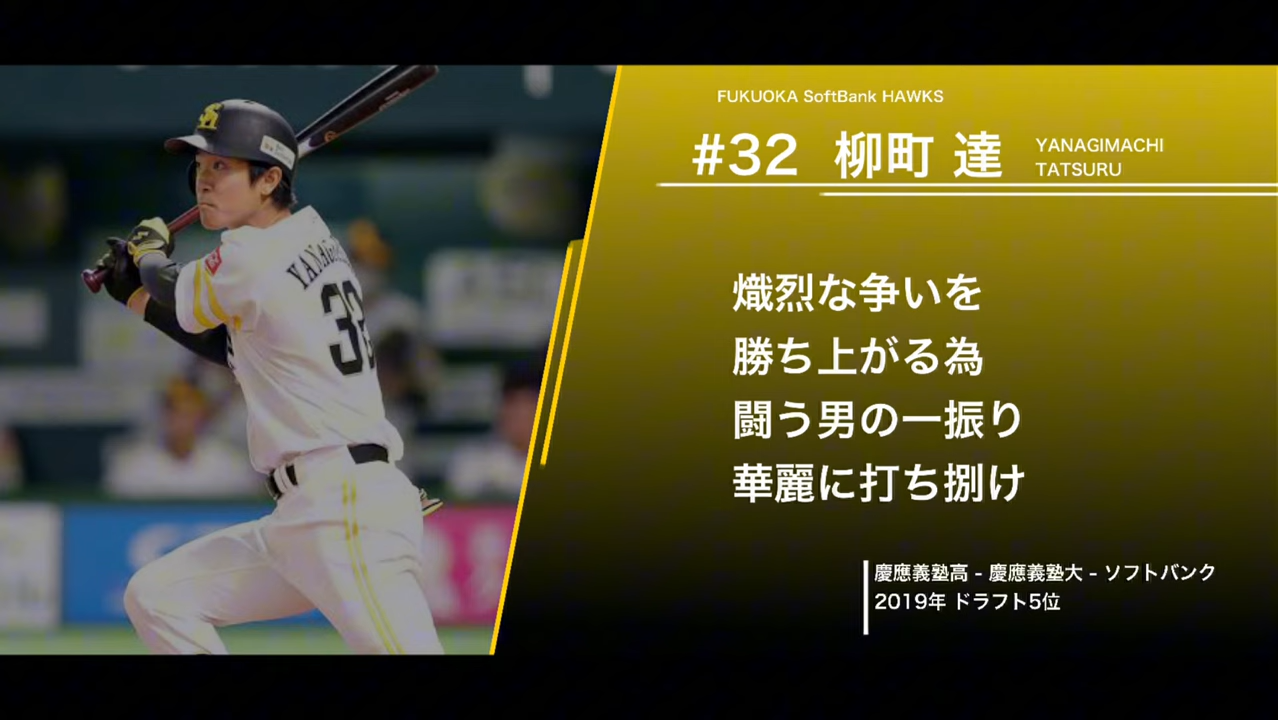 FUKUOKA SoftBank HAWKS
#32 柳町 達
YANAGIMACHI
TATSURU
熾烈な争いを
勝ち上がる為
闘う男の一振り
華麗に打ち捌け
慶應義塾高 - 慶應義塾大 - ソフトバンク
2019年 ドラフト5位